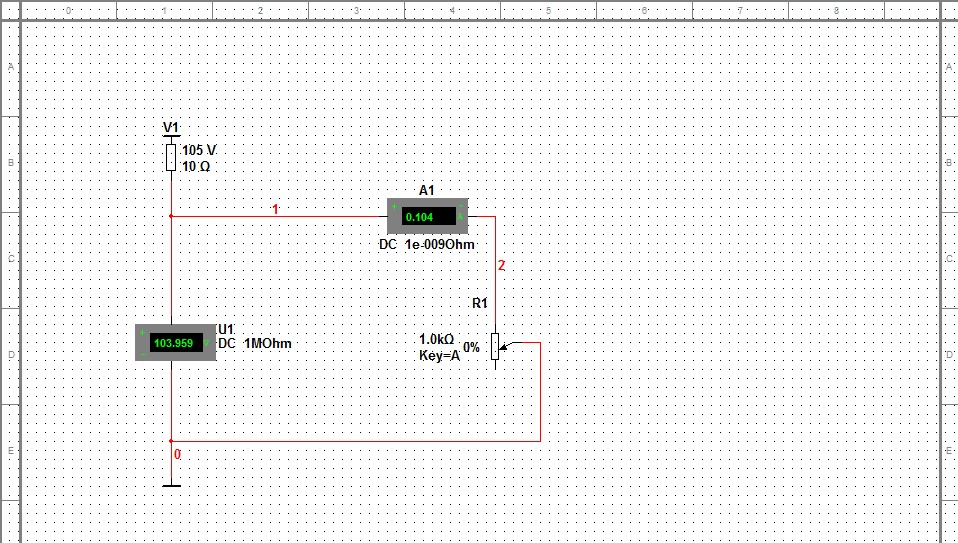 0 1 2 3 4 5 6 7 8
A A
V1
105 V
10 Ω
B B
A1
1
0.104 A
DC 1e-009Ohm
C C
2
R1
U1
103.959 V
DC 1MOhm
1.0kΩ
0%
Key=A
D D
E E
0